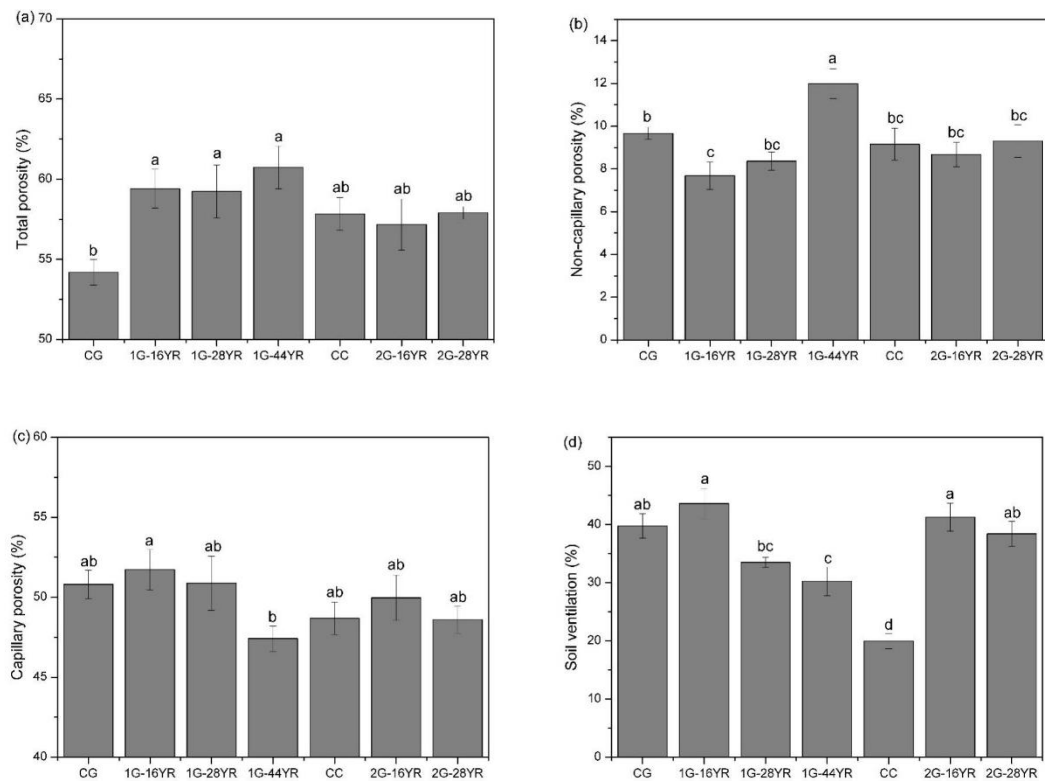 (a)
Total porosity (%)
70
65
60
55
50
a
a
a
ab
ab
ab
b
CG 1G-16YR 1G-28YR 1G-44YR CC 2G-16YR 2G-28YR
(b)
Non-capillary porosity (%)
14
12
10
8
6
4
2
0
b
c
bc
a
bc
bc
bc
CG 1G-16YR 1G-28YR 1G-44YR CC 2G-16YR 2G-28YR
(c)
Capillary porosity (%)
60
55
50
45
40
ab
a
ab
b
ab
ab
ab
CG 1G-16YR 1G-28YR 1G-44YR CC 2G-16YR 2G-28YR
(d)
Soil ventilation (%)
50
40
30
20
10
0
ab
a
bc
c
d
a
ab
CG 1G-16YR 1G-28YR 1G-44YR CC 2G-16YR 2G-28YR